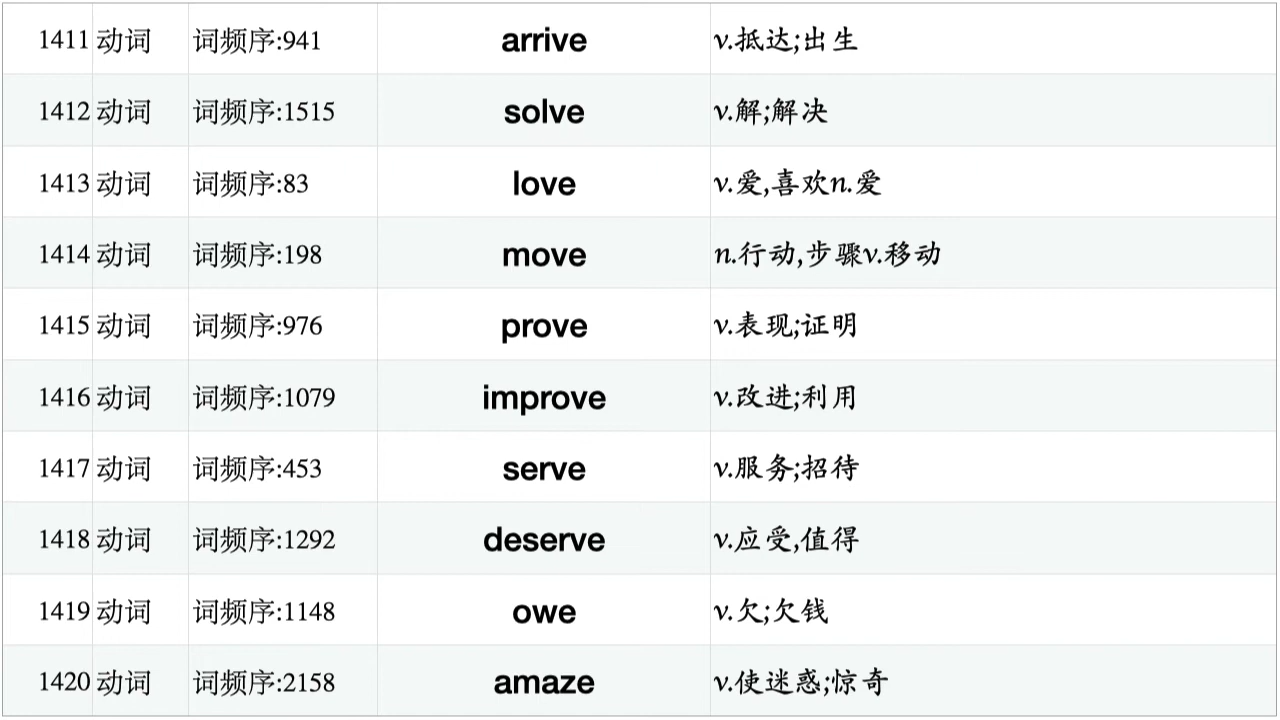 1411 动词 词频序:941 arrive v.抵达;出生
1412 动词 词频序:1515 solve v.解;解决
1413 动词 词频序:83 love v.爱,喜欢n.爱
1414 动词 词频序:198 move n.行动,步骤v.移动
1415 动词 词频序:976 prove v.表现;证明
1416 动词 词频序:1079 improve v.改进;利用
1417 动词 词频序:453 serve v.服务;招待
1418 动词 词频序:1292 deserve v.应受,值得
1419 动词 词频序:1148 owe v.欠;欠钱
1420 动词 词频序:2158 amaze v.使迷惑;惊奇